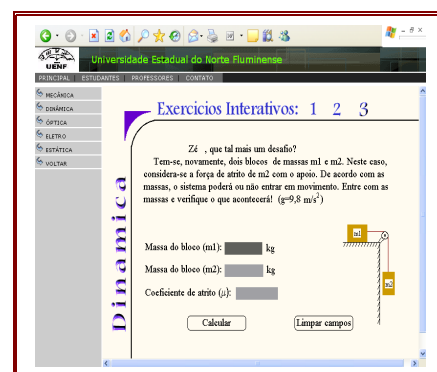 UENF
Universidade Estadual do Norte Fluminense
PRINCIPAL | ESTUDANTES | PROFESSORES | CONTATO
MECÂNICA
DINÂMICA
ÓPTICA
ELETRO
ESTÁTICA
VOLTAR
Dinamica
Exercicios Interativos: 1 2 3
Zé , que tal mais um desafio?
Tem-se, novamente, dois blocos de massas m1 e m2. Neste caso,
considera-se a força de atrito de m2 com o apoio. De acordo com as
massas, o sistema poderá ou não entrar em movimento. Entre com as
massas e verifique o que acontecerá! (g=9,8 m/s²)
m1
Massa do bloco (m1): kg
Massa do bloco (m2): kg
m2
Coeficiente de atrito (μ):
Calcular
Limpar campos